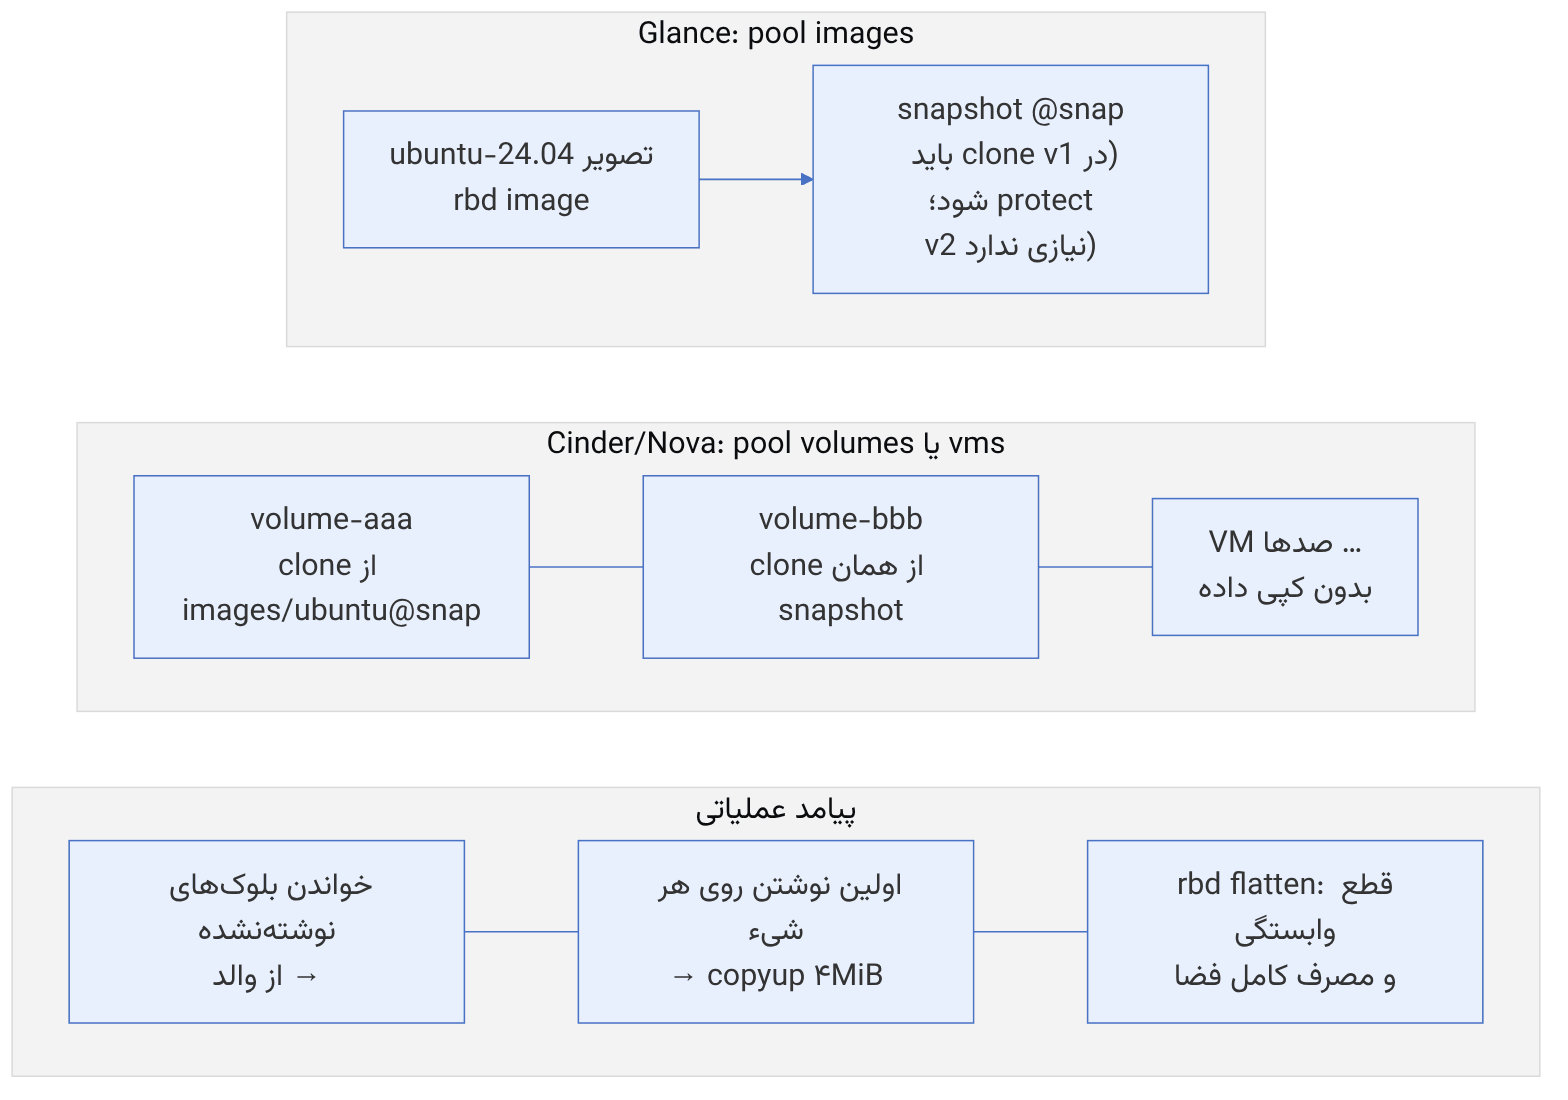 Glance: pool images
تصویر ubuntu-24.04
rbd image
snapshot @snap
(در clone v1 باید
protect شود؛
v2 نیازی ندارد)
Cinder/Nova: pool volumes یا vms
volume-aaa
clone از
images/ubuntu@snap
volume-bbb
clone از همان
snapshot
... صدها VM
بدون کپی داده
پیامد عملیاتی
خواندن بلوک‌های
نوشته‌نشده
→ از والد
اولین نوشتن روی هر
شیء
→ copyup ۴MiB
rbd flatten: قطع
وابستگی
و مصرف کامل فضا